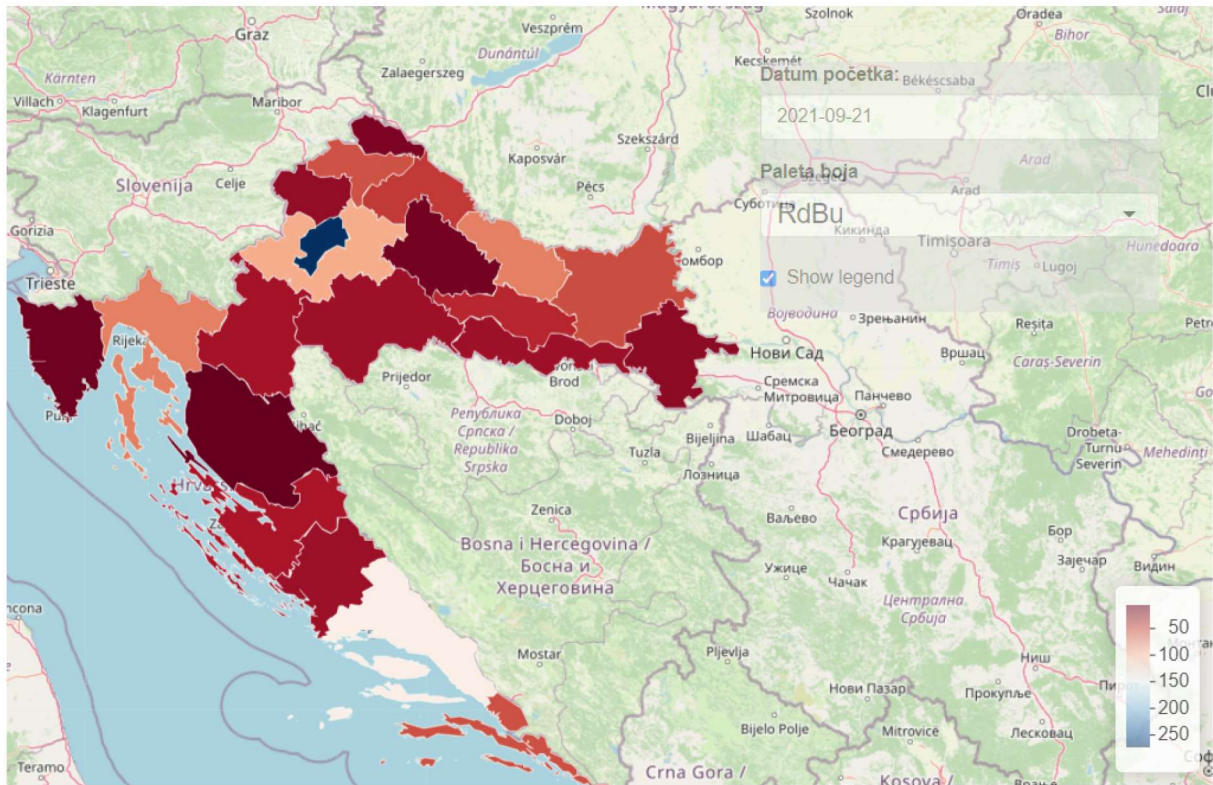 Graz
Veszprém
Szolnok
Oradea
Bihor
Kärnten
Dunántúl
Kecskemét
Villach
Klagenfurt
Maribor
Zalaegerszeg
Datum početka:
Békéscsaba
2021-09-21
Szekszárd
Kaposvár
Slovenija
Celje
Pécs
Paleta boja
Arad
Arad
Суботица
RdBu
Кикинда
Gorizia
Timișoara
Hunedoara
Trieste
Timiș
Lugoj
Show legend
Војводина
Зрењанин
Reșița
Rijeka
Нови Сад
Вршац
Caraș-Severin
Prijedor
Brod
Сремска
Митровица
Панчево
Република
Српска /
Republika
Srpska
Doboj
Bijeljina
Шабац
Београд
Drobeta-
Turnu
Severin
Mehedinți
Tuzla
Лозница
Смедерево
Zenica
Ваљево
Србија
Bosna i Hercegovina /
Босна и
Херцеговина
Крагујевац
Бор
Зајечар
Видин
Ужице
Чачак
Централна
Србија
50
100
150
200
250
Mostar
Pljevlja
Ниш
Нови Пазар
Прокупље
Bijelo Polje
Mitrovicë
Лесковац
Teramo
Crna Gora /
Kosova /